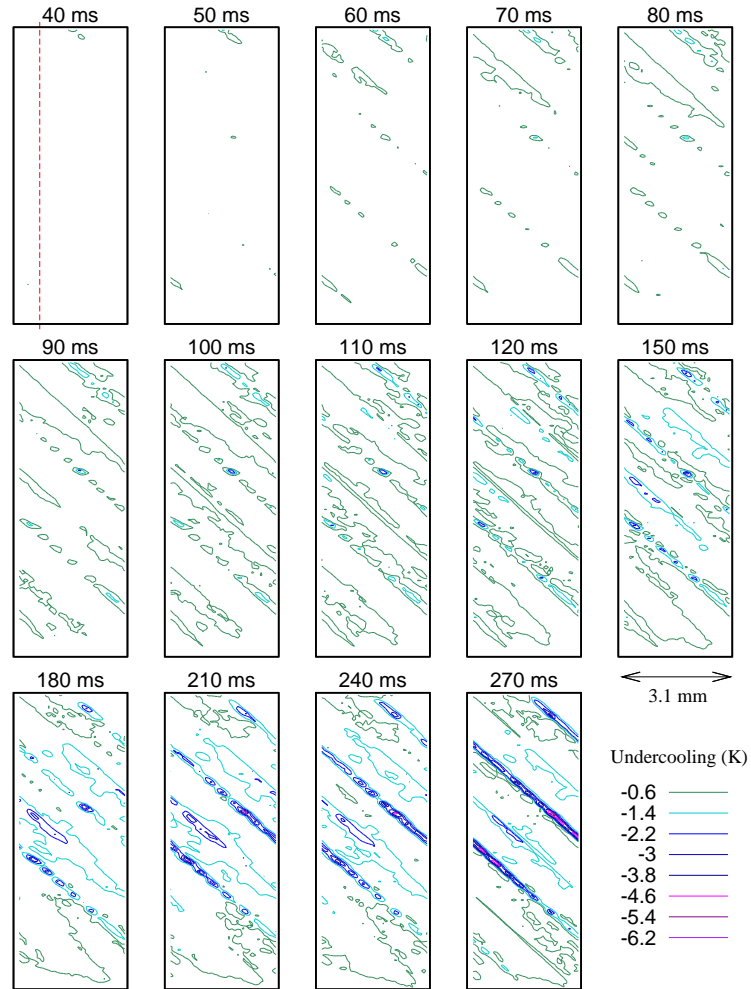 40 ms 50 ms 60 ms 70 ms 80 ms
90 ms 100 ms 110 ms 120 ms 150 ms
180 ms 210 ms 240 ms 270 ms
3.1 mm
Undercooling (K)
-0.6
-1.4
-2.2
-3
-3.8
-4.6
-5.4
-6.2